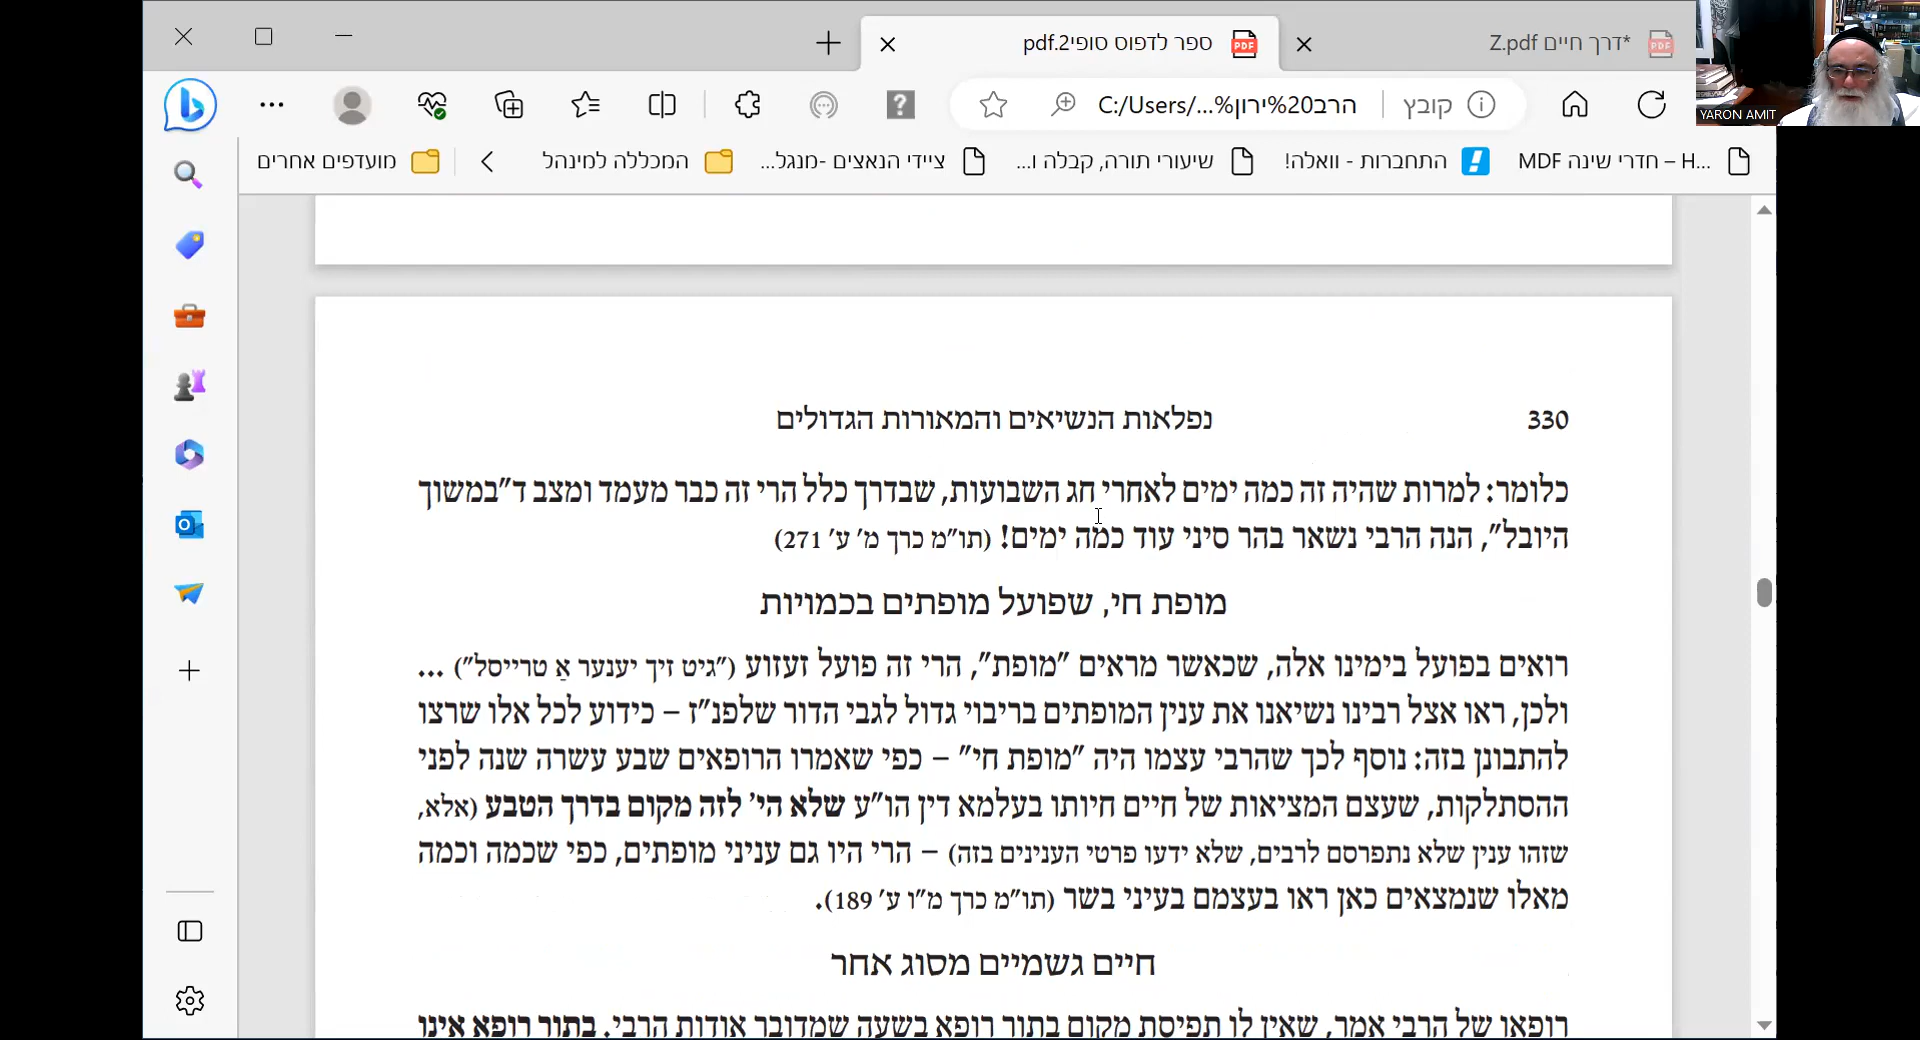 ספר לדפוס סופי2.pdf
*דרך חיים Z.pdf
C:/Users/...%הרב%20ירון
קובץ
YARON AMIT
מועדפים אחרים
המכללה למינהל
ציידי הנאצים -מנגל...
שיעורי תורה, קבלה ו...
התחברות - וואלה!
חדרי שינה MDF – H...
330
נפלאות הנשיאים והמאורות הגדולים
כלומר: למרות שהיה זה כמה ימים לאחרי חג השבועות, שבדרך כלל הרי זה כבר מעמד ומצב ד"במשוך
היובל", הנה הרבי נשאר בהר סיני עוד כמה ימים! (תו"מ כרך מ' ע' 271)
מופת חי, שפועל מופתים בכמויות
רואים בפועל בימינו אלה, שכאשר מראים "מופת", הרי זה פועל זעזוע ("גיט זיך יענער אַ טרייסל") ...
ולכן, ראו אצל רבינו נשיאנו את ענין המופתים בריבוי גדול לגבי הדור שלפנ"ז – כידוע לכל אלו שרצו
להתבונן בזה: נוסף לכך שהרבי עצמו היה "מופת חי" – כפי שאמרו הרופאים שבע עשרה שנה לפני
ההסתלקות, שעצם המציאות של חיים חיותו בעלמא דין הו"ע שלא הי' לזה מקום בדרך הטבע (אלא,
שזהו ענין שלא נתפרסם לרבים, שלא ידעו פרטי הענינים בזה) – הרי היו גם עניני מופתים, כפי שכמה וכמה
מאלו שנמצאים כאן ראו בעצמם בעיני בשר (תו"מ כרך מ"ו ע' 189).
חיים גשמיים מסוג אחר
רופאו של הרבי אמר, שאין לו תפיסת מקום בתור רופא בשעה שמדובר אודות הרבי. בתור רופא אינו